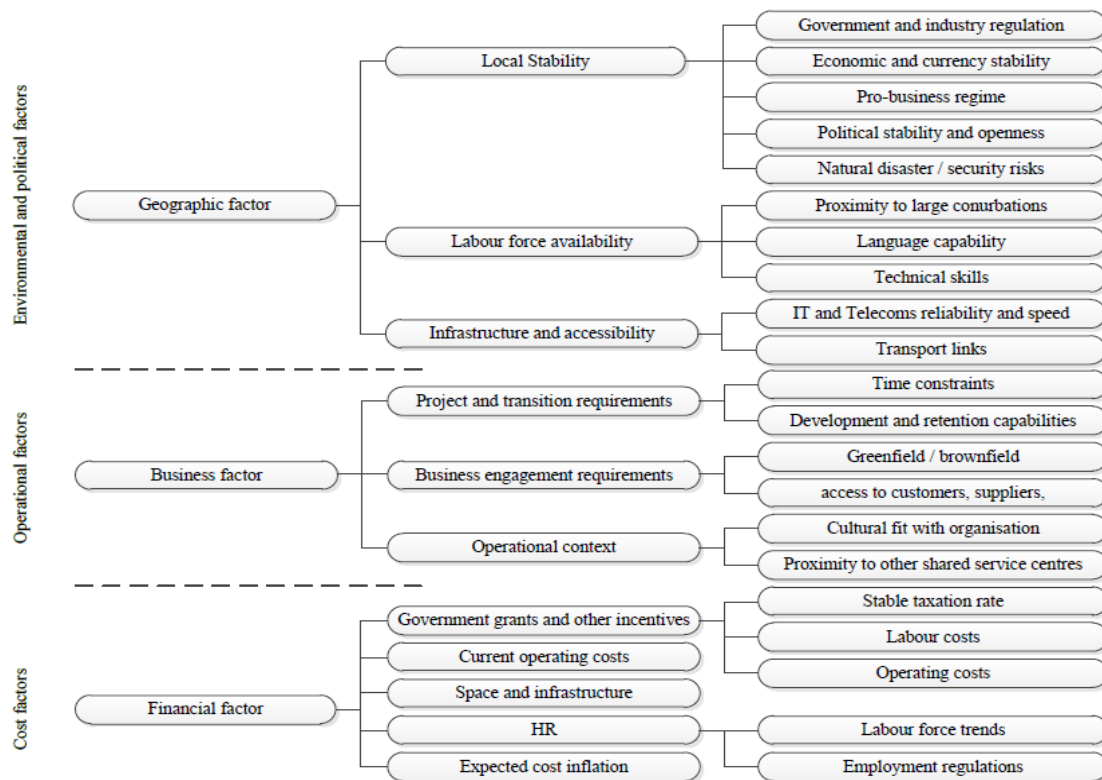 Environmental and political factors
Geographic factor
Local Stability
Government and industry regulation
Economic and currency stability
Pro-business regime
Political stability and openness
Natural disaster / security risks
Labour force availability
Proximity to large conurbations
Language capability
Technical skills
Infrastructure and accessibility
IT and Telecoms reliability and speed
Transport links
Operational factors
Business factor
Project and transition requirements
Time constraints
Development and retention capabilities
Business engagement requirements
Greenfield / brownfield
access to customers, suppliers,
Operational context
Cultural fit with organisation
Proximity to other shared service centres
Cost factors
Financial factor
Government grants and other incentives
Stable taxation rate
Labour costs
Operating costs
Current operating costs
Space and infrastructure
HR
Labour force trends
Employment regulations
Expected cost inflation